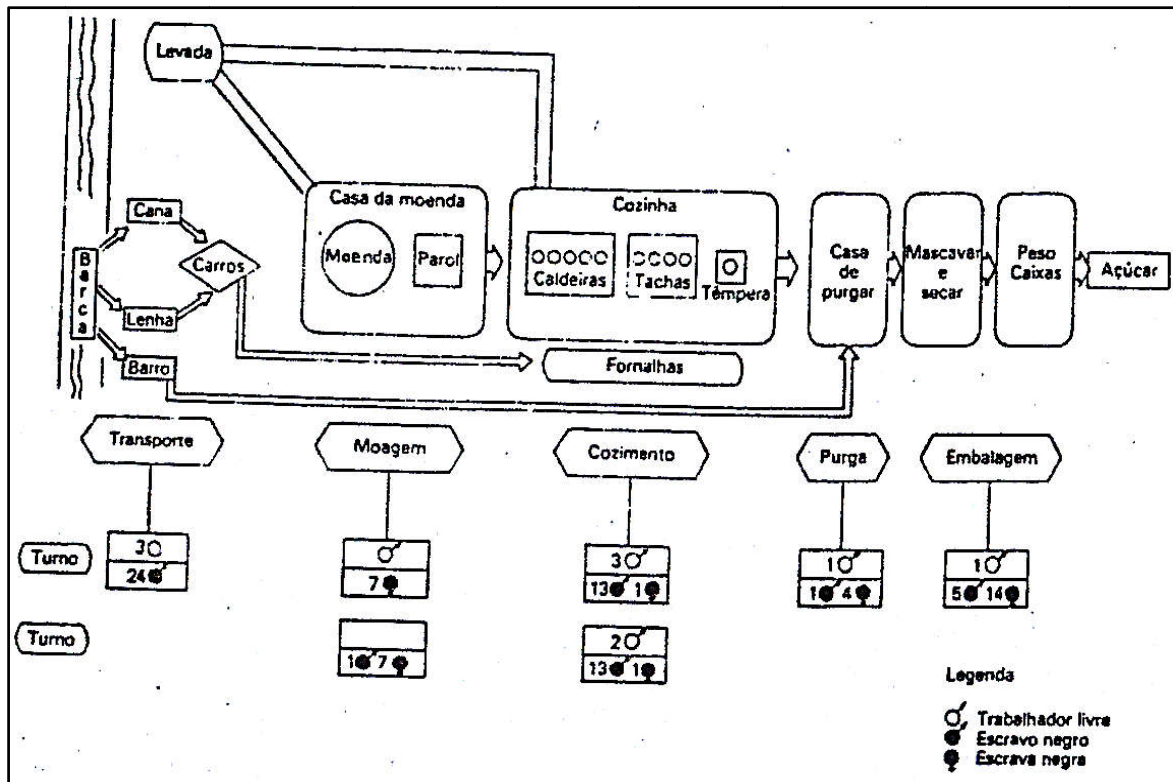 Levada
Casa da moenda
Moenda
Parol
Cozinha
Caldeiras
Tachas
Têmpera
Casa
de
purgar
Mascavar
e
secar
Peso
Caixas
Açúcar
Barca
Cana
Carros
Lenha
Barro
Fornalhas
Transporte
Moagem
Cozimento
Purga
Embalagem
Turno
3
24
7
3
13 1
1
1 4
1
5 14
Turno
1 7
2
13 1
Legenda
Trabalhador livre
Escravo negro
Escrava negra